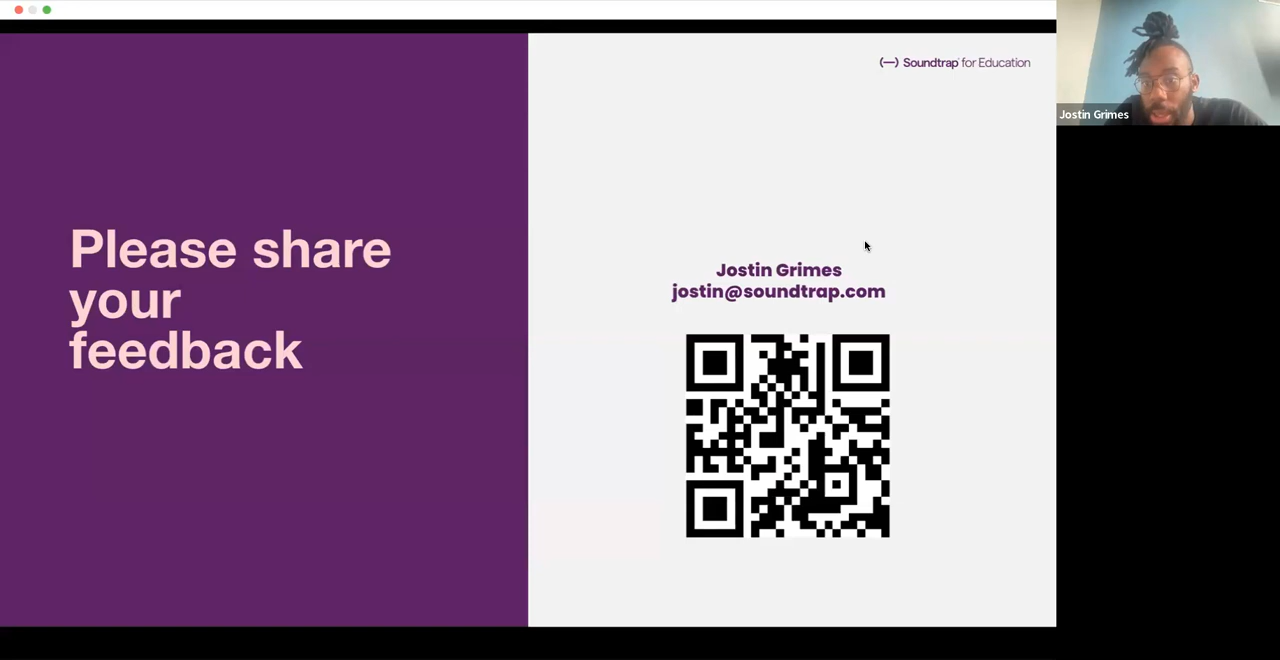 Soundtrap for Education
Please share
your
feedback
Jostin Grimes
jostin@soundtrap.com
Jostin Grimes